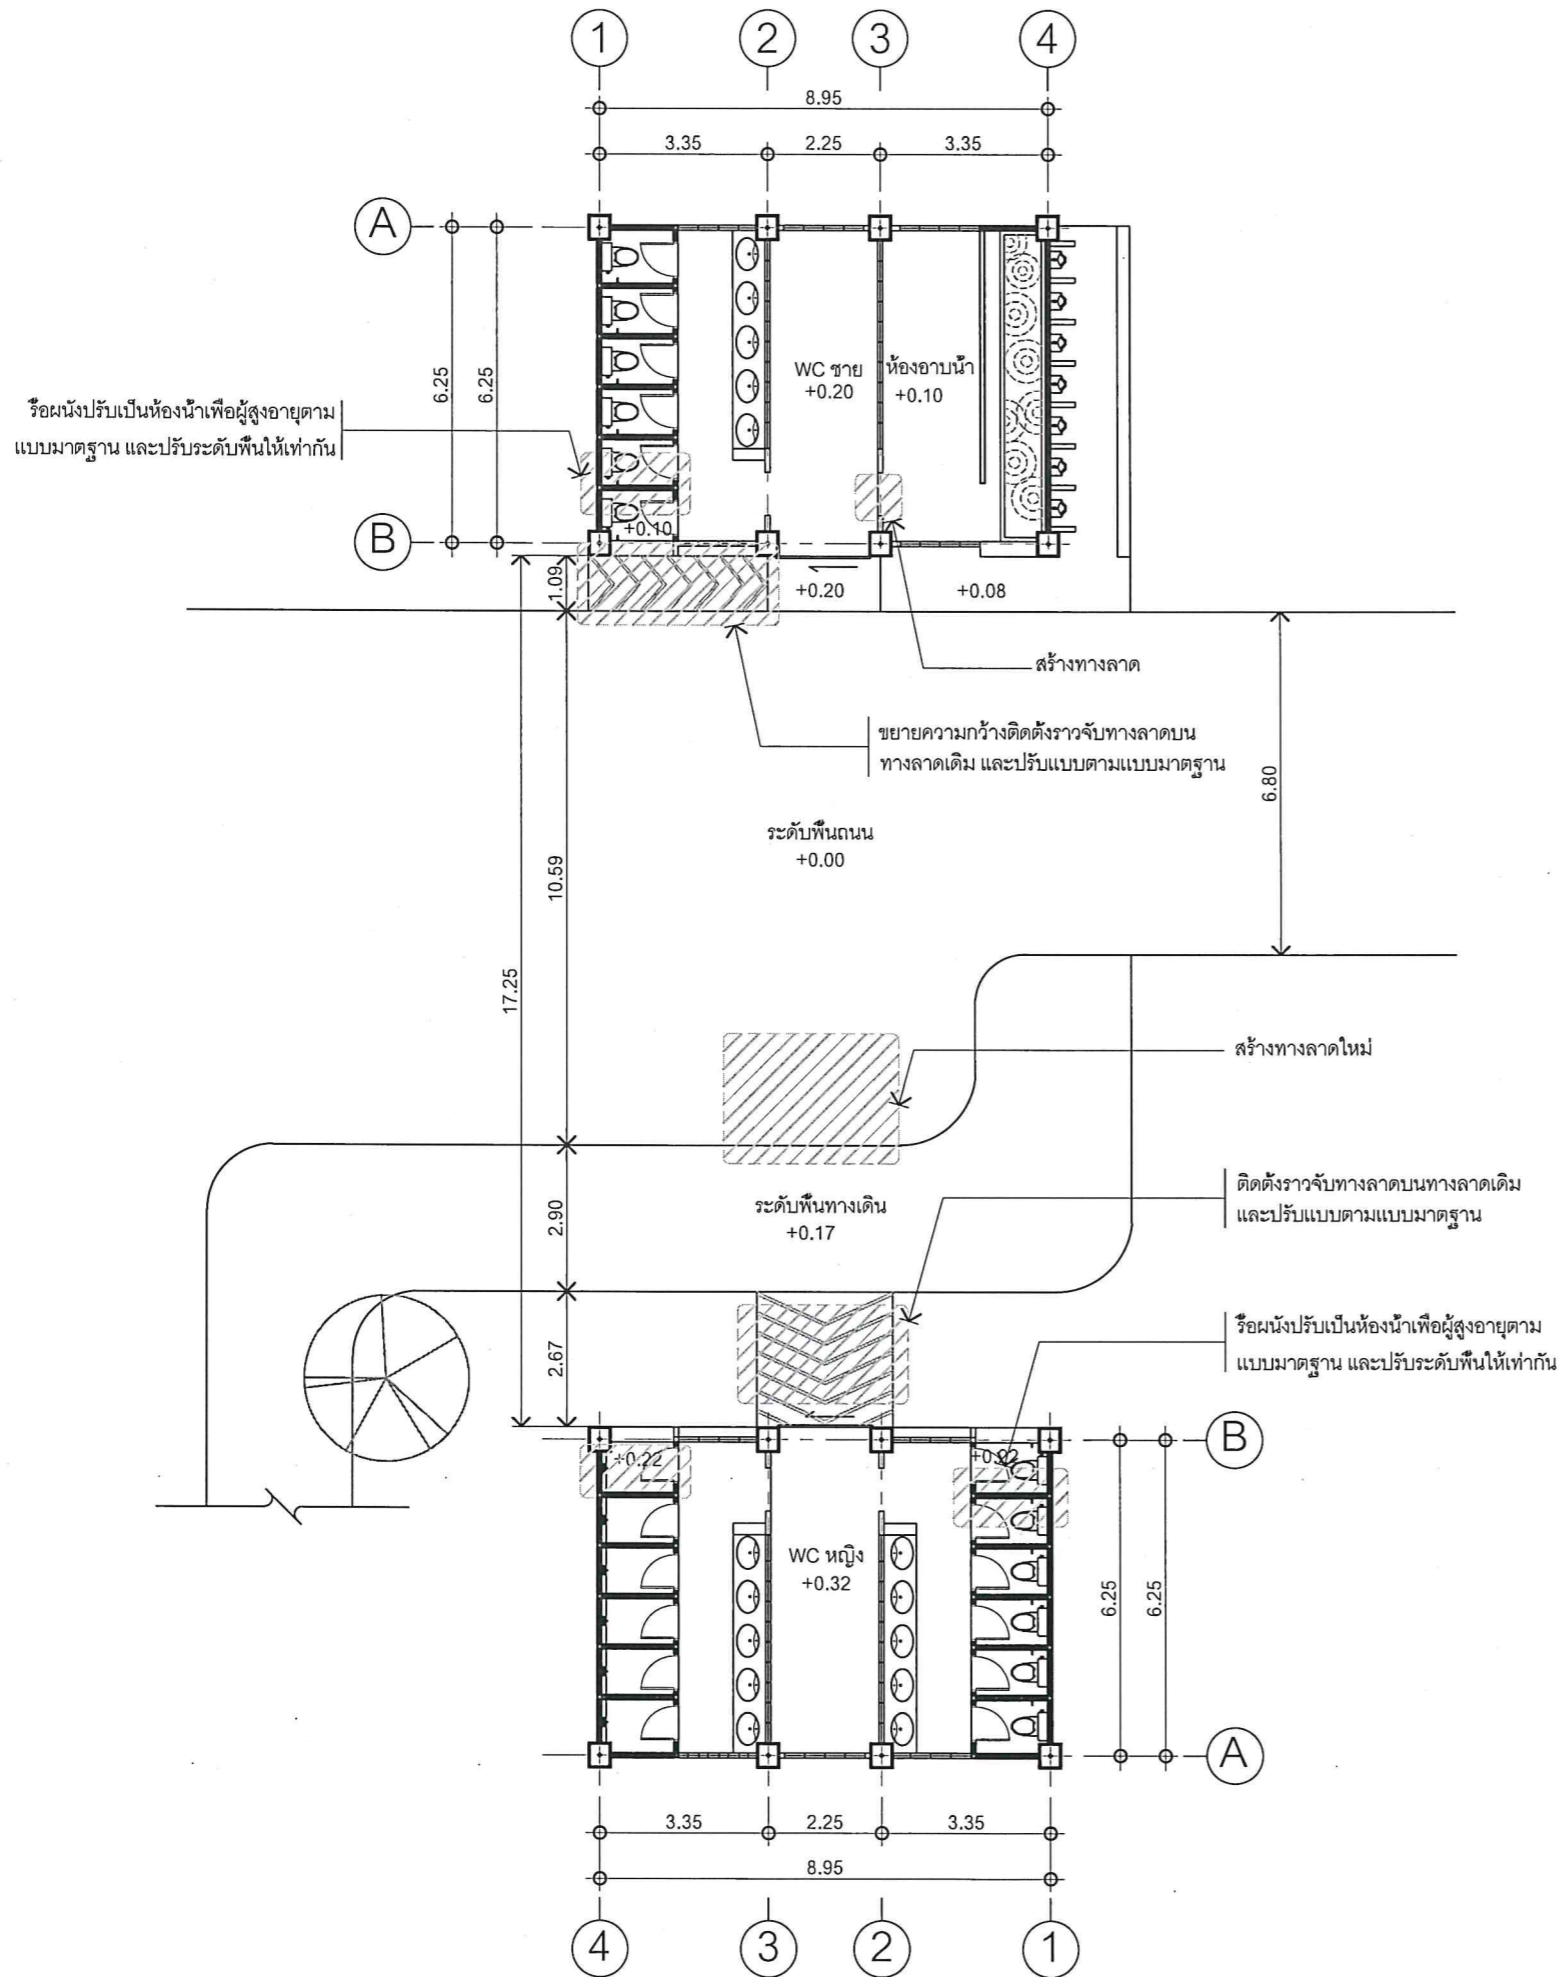 1 2 3 4
8.95
3.35 2.25 3.35
A
6.25 6.25
WC ชาย
+0.20
ห้องอาบน้ำ
+0.10
รื้อผนังปรับเป็นห้องน้ำเพื่อผู้สูงอายุตาม
แบบมาตฐาน และปรับระดับพื้นให้เท่ากัน
B
+0.10
1.09
+0.20
+0.08
สร้างทางลาด
ขยายความกว้างติดตั้งราวจับทางลาดบน
ทางลาดเดิม และปรับแบบตามแบบมาตฐาน
6.80
ระดับพื้นถนน
+0.00
10.59
17.25
สร้างทางลาดใหม่
ระดับพื้นทางเดิน
+0.17
2.90
ติดตั้งราวจับทางลาดบนทางลาดเดิม
และปรับแบบตามแบบมาตฐาน
2.67
รื้อผนังปรับเป็นห้องน้ำเพื่อผู้สูงอายุตาม
แบบมาตฐาน และปรับระดับพื้นให้เท่ากัน
B
+0.22
+0.22
WC หญิง
+0.32
6.25 6.25
A
3.35 2.25 3.35
8.95
4 3 2 1